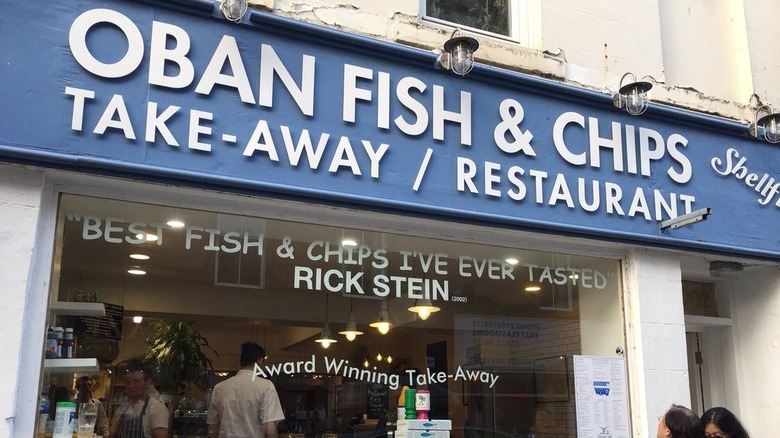 OBAN FISH & CHIPS
TAKE-AWAY / RESTAURANT
"BEST FISH & CHIPS I'VE EVER TASTED"
RICK STEIN (2002)
Award Winning Take-Away